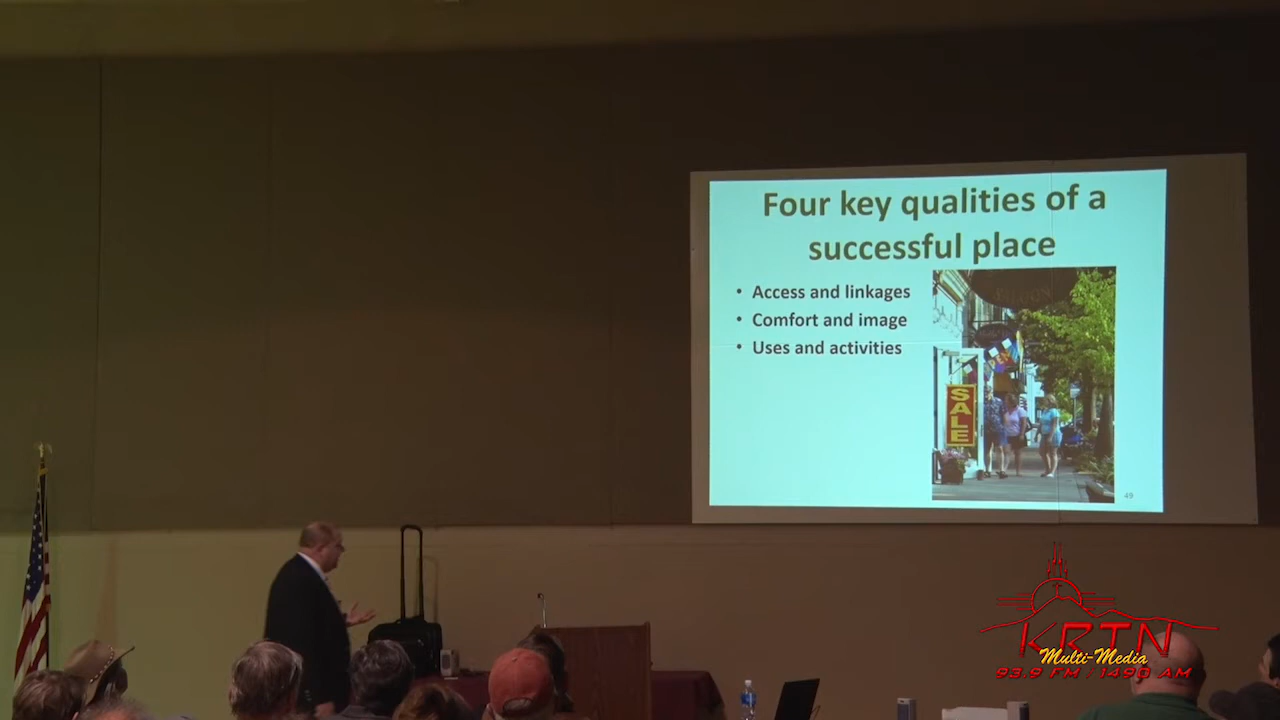 Four key qualities of a
successful place
• Access and linkages
• Comfort and image
• Uses and activities
SALE
49
KRTN
Multi-Media
93.9 FM / 1490 AM